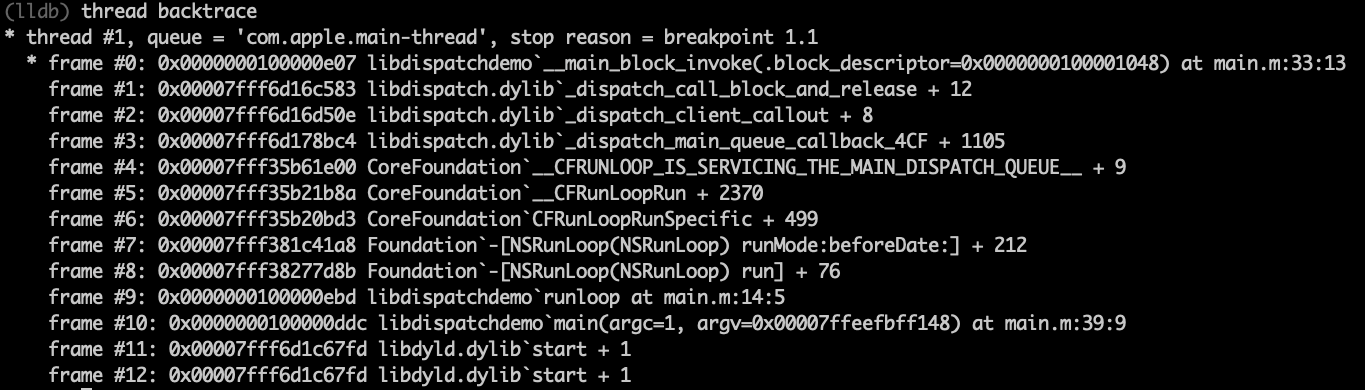 (lldb) thread backtrace
* thread #1, queue = 'com.apple.main-thread', stop reason = breakpoint 1.1
  * frame #0: 0x0000000100000e07 libdispatchdemo`__main_block_invoke(.block_descriptor=0x0000000100001048) at main.m:33:13
    frame #1: 0x00007fff6d16c583 libdispatch.dylib`_dispatch_call_block_and_release + 12
    frame #2: 0x00007fff6d16d50e libdispatch.dylib`_dispatch_client_callout + 8
    frame #3: 0x00007fff6d178bc4 libdispatch.dylib`_dispatch_main_queue_callback_4CF + 1105
    frame #4: 0x00007fff35b61e00 CoreFoundation`__CFRUNLOOP_IS_SERVICING_THE_MAIN_DISPATCH_QUEUE__ + 9
    frame #5: 0x00007fff35b21b8a CoreFoundation`__CFRunLoopRun + 2370
    frame #6: 0x00007fff35b20bd3 CoreFoundation`CFRunLoopRunSpecific + 499
    frame #7: 0x00007fff381c41a8 Foundation`-[NSRunLoop(NSRunLoop) runMode:beforeDate:] + 212
    frame #8: 0x00007fff38277d8b Foundation`-[NSRunLoop(NSRunLoop) run] + 76
    frame #9: 0x0000000100000ebd libdispatchdemo`runloop at main.m:14:5
    frame #10: 0x0000000100000ddc libdispatchdemo`main(argc=1, argv=0x00007ffeefbff148) at main.m:39:9
    frame #11: 0x00007fff6d1c67fd libdyld.dylib`start + 1
    frame #12: 0x00007fff6d1c67fd libdyld.dylib`start + 1